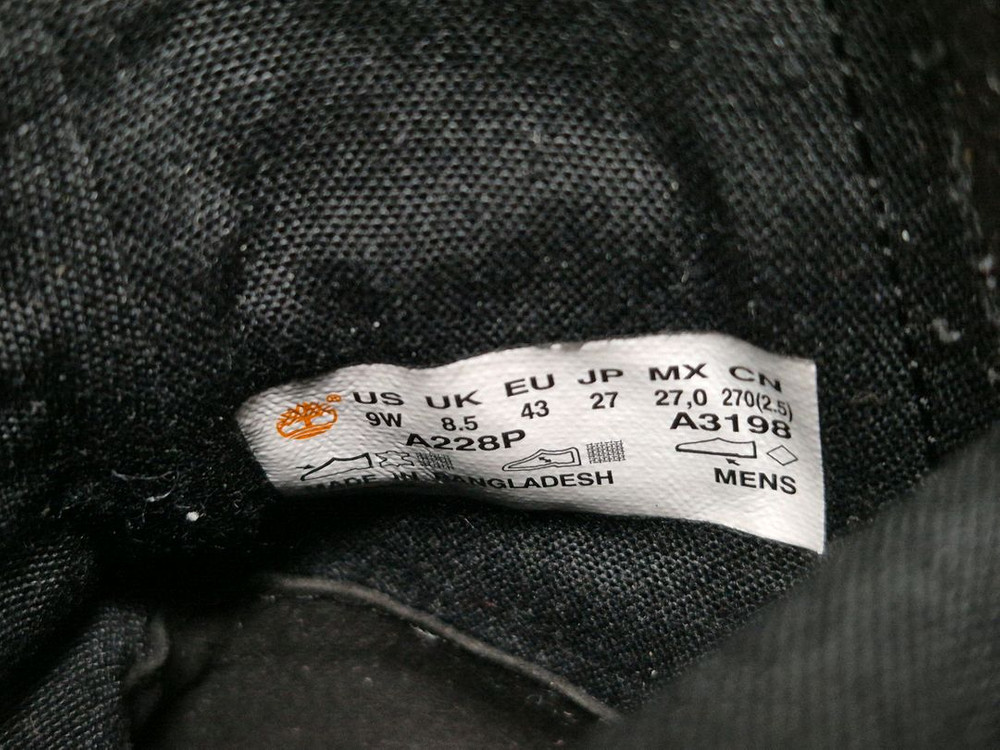 US UK EU JP MX CN
9W 8.5 43 27 27,0 270(2.5)
A228P A3198
MADE IN BANGLADESH MENS